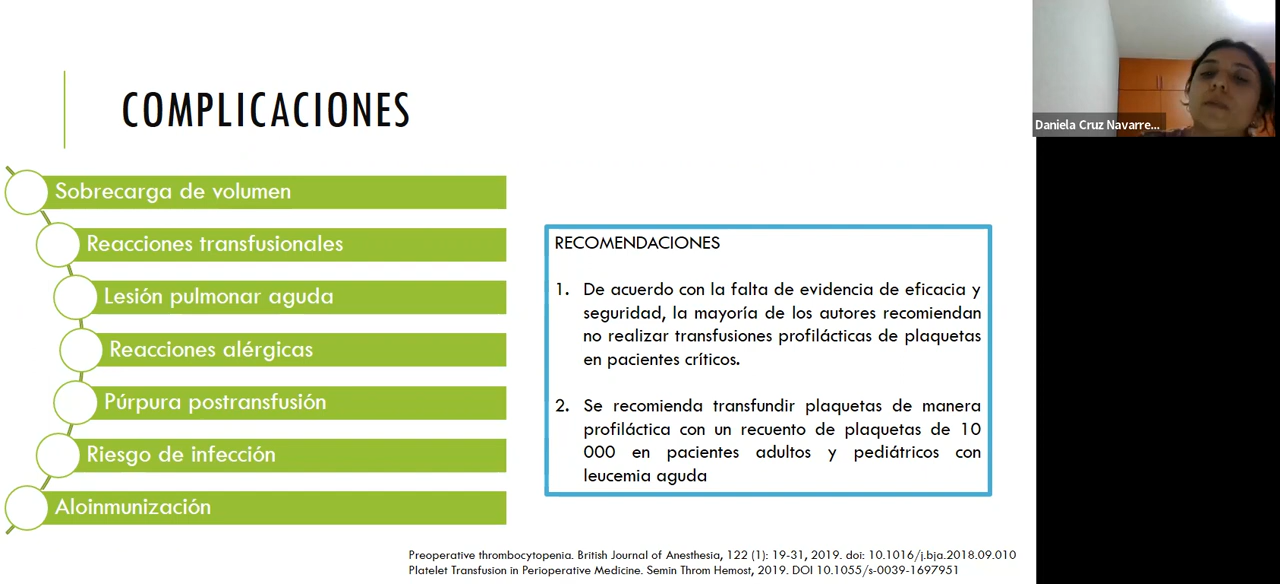 COMPLICACIONES
Sobrecarga de volumen
Reacciones transfusionales
Lesión pulmonar aguda
Reacciones alérgicas
Púrpura postransfusión
Riesgo de infección
Aloinmunización
RECOMENDACIONES
1. De acuerdo con la falta de evidencia de eficacia y
seguridad, la mayoría de los autores recomiendan
no realizar transfusiones profilácticas de plaquetas
en pacientes críticos.
2. Se recomienda transfundir plaquetas de manera
profiláctica con un recuento de plaquetas de 10
000 en pacientes adultos y pediátricos con
leucemia aguda
Preoperative thrombocytopenia. British Journal of Anesthesia, 122 (1): 19-31, 2019. doi: 10.1016/j.bja.2018.09.010
Platelet Transfusion in Perioperative Medicine. Semin Throm Hemost, 2019. DOI 10.1055/s-0039-1697951
Daniela Cruz Navarre...